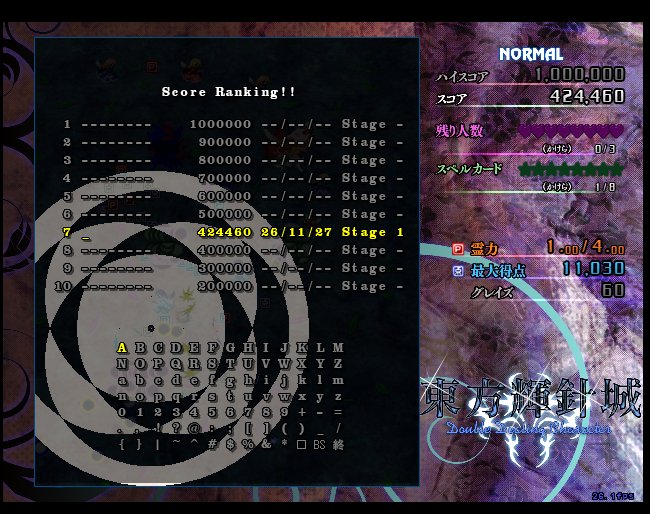 Score Ranking!!
1 -------- 1000000 --/--/-- Stage -
2 -------- 900000 --/--/-- Stage -
3 -------- 800000 --/--/-- Stage -
4 -------- 700000 --/--/-- Stage -
5 -------- 600000 --/--/-- Stage -
6 -------- 500000 --/--/-- Stage -
7 _ 424460 26/11/27 Stage 1
8 -------- 400000 --/--/-- Stage -
9 -------- 300000 --/--/-- Stage -
10 -------- 200000 --/--/-- Stage -
A B C D E F G H I J K L M
N O P Q R S T U V W X Y Z
a b c d e f g h i j k l m
n o p q r s t u v w x y z
0 1 2 3 4 5 6 7 8 9 + - =
. , ! ? @ : ; [ ] ( ) _ /
{ } | ~ ^ # $ % & * □ BS 終
NORMAL
ハイスコア 1,000,000
スコア 424,460
残り人数
(かけら) 0/3
スペルカード
(かけら) 1/8
P 霊力 1.00/4.00
最大得点 11,030
グレイズ 60
東方輝針城
Double Dealing Character
26.1fps